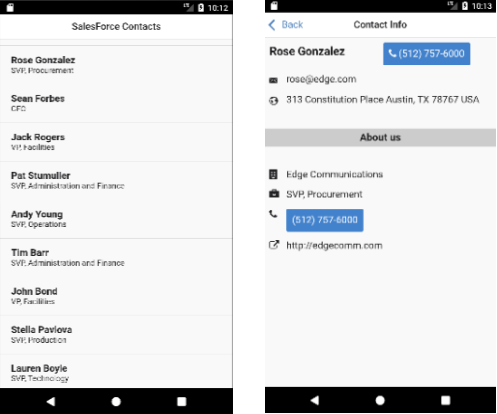 10:12
SalesForce Contacts
Rose Gonzalez
SVP, Procurement
Sean Forbes
CFO
Jack Rogers
VP, Facilities
Pat Stumuller
SVP, Administration and Finance
Andy Young
SVP, Operations
Tim Barr
SVP, Administration and Finance
John Bond
VP, Facilities
Stella Pavlova
SVP, Production
Lauren Boyle
SVP, Technology
10:13
Back
Contact Info
Rose Gonzalez
(512) 757-6000
rose@edge.com
313 Constitution Place Austin, TX 78767 USA
About us
Edge Communications
SVP, Procurement
(512) 757-6000
http://edgecomm.com